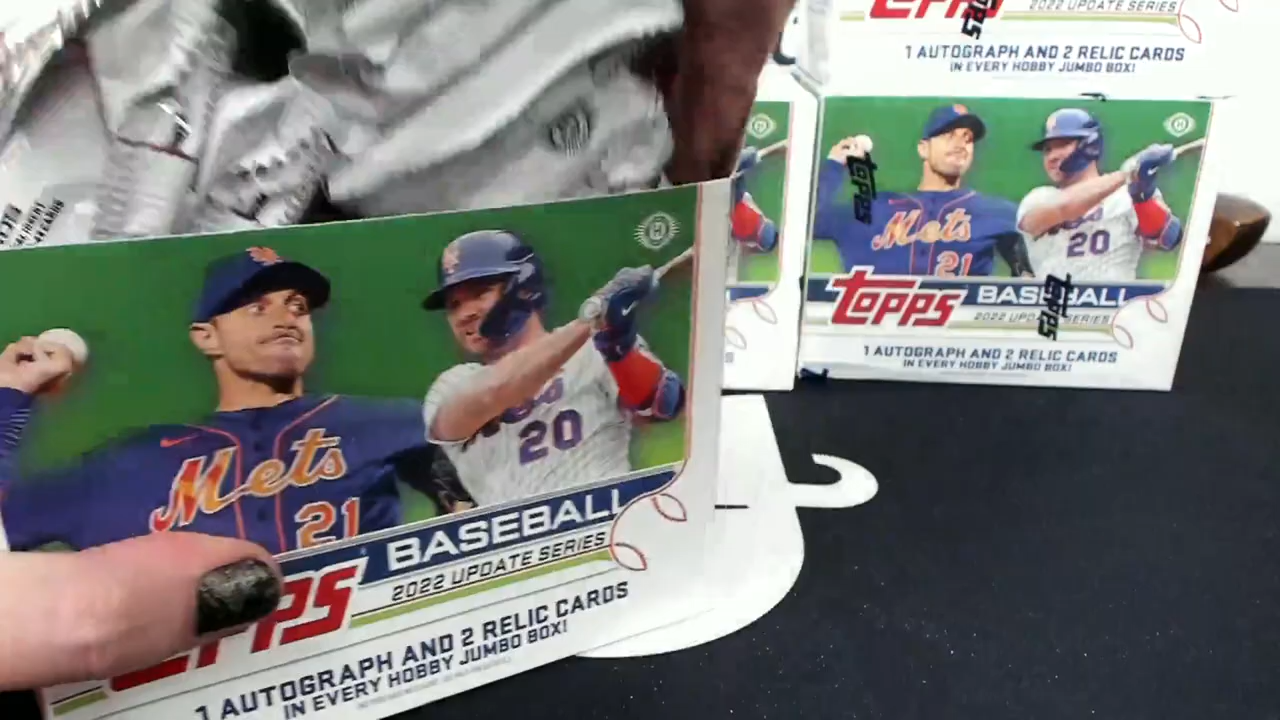 TOPPS
2022 UPDATE SERIES
1 AUTOGRAPH AND 2 RELIC CARDS
IN EVERY HOBBY JUMBO BOX!
H
TOPPS
Mets
21
20
TOPPS BASEBALL
TOPPS
2022 UPDATE SERIES
1 AUTOGRAPH AND 2 RELIC CARDS
IN EVERY HOBBY JUMBO BOX!
H
Mets
21
20
BASEBALL
2022 UPDATE SERIES
1 AUTOGRAPH AND 2 RELIC CARDS
IN EVERY HOBBY JUMBO BOX!